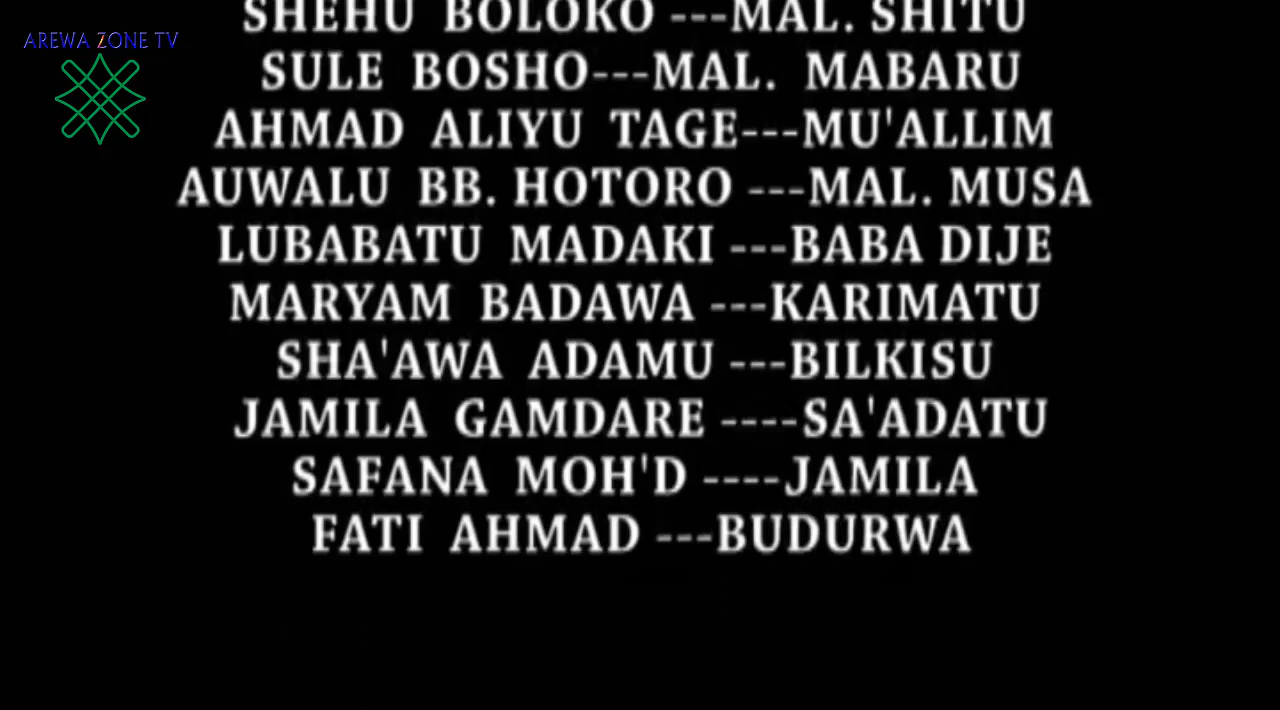 SHEHU BOLOKO ---MAL. SHITU
AREWA ZONE TV
SULE BOSHO---MAL. MABARU
AHMAD ALIYU TAGE---MU'ALLIM
AUWALU BB. HOTORO ---MAL. MUSA
LUBABATU MADAKI ---BABA DIJE
MARYAM BADAWA ---KARIMATU
SHA'AWA ADAMU ---BILKISU
JAMILA GAMDARE ----SA'ADATU
SAFANA MOH'D ----JAMILA
FATI AHMAD ---BUDURWA